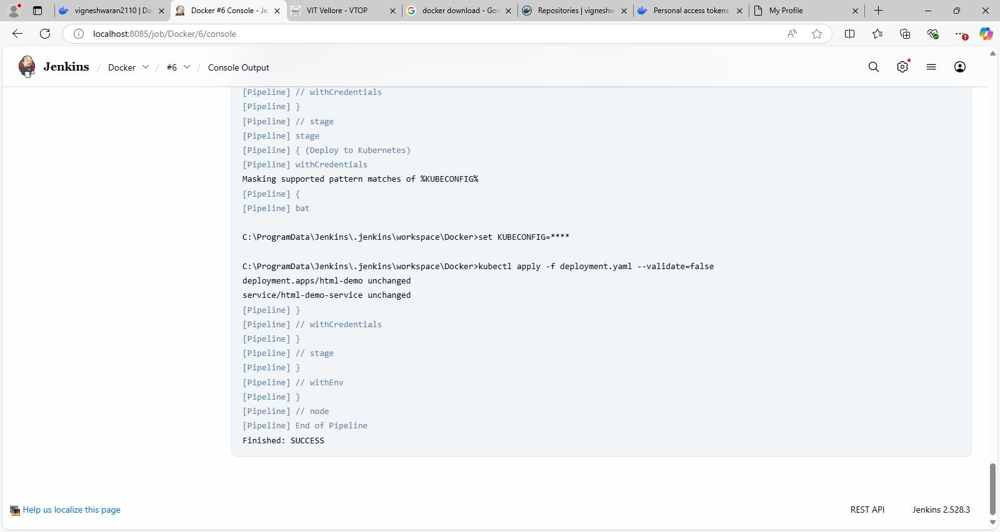 vigneshwaran2110 | Do
Docker #6 Console - Je
VIT Vellore - VTOP
docker download - Goo
Repositories | vigneshw
Personal access tokens
My Profile
localhost:8085/job/Docker/6/console
Jenkins / Docker / #6 / Console Output
[Pipeline] // withCredentials
[Pipeline] }
[Pipeline] // stage
[Pipeline] stage
[Pipeline] { (Deploy to Kubernetes)
[Pipeline] withCredentials
Masking supported pattern matches of %KUBECONFIG%
[Pipeline] {
[Pipeline] bat
C:\ProgramData\Jenkins\.jenkins\workspace\Docker>set KUBECONFIG=****
C:\ProgramData\Jenkins\.jenkins\workspace\Docker>kubectl apply -f deployment.yaml --validate=false
deployment.apps/html-demo unchanged
service/html-demo-service unchanged
[Pipeline] }
[Pipeline] // withCredentials
[Pipeline] }
[Pipeline] // stage
[Pipeline] }
[Pipeline] // withEnv
[Pipeline] }
[Pipeline] // node
[Pipeline] End of Pipeline
Finished: SUCCESS
Help us localize this page
REST API
Jenkins 2.528.3